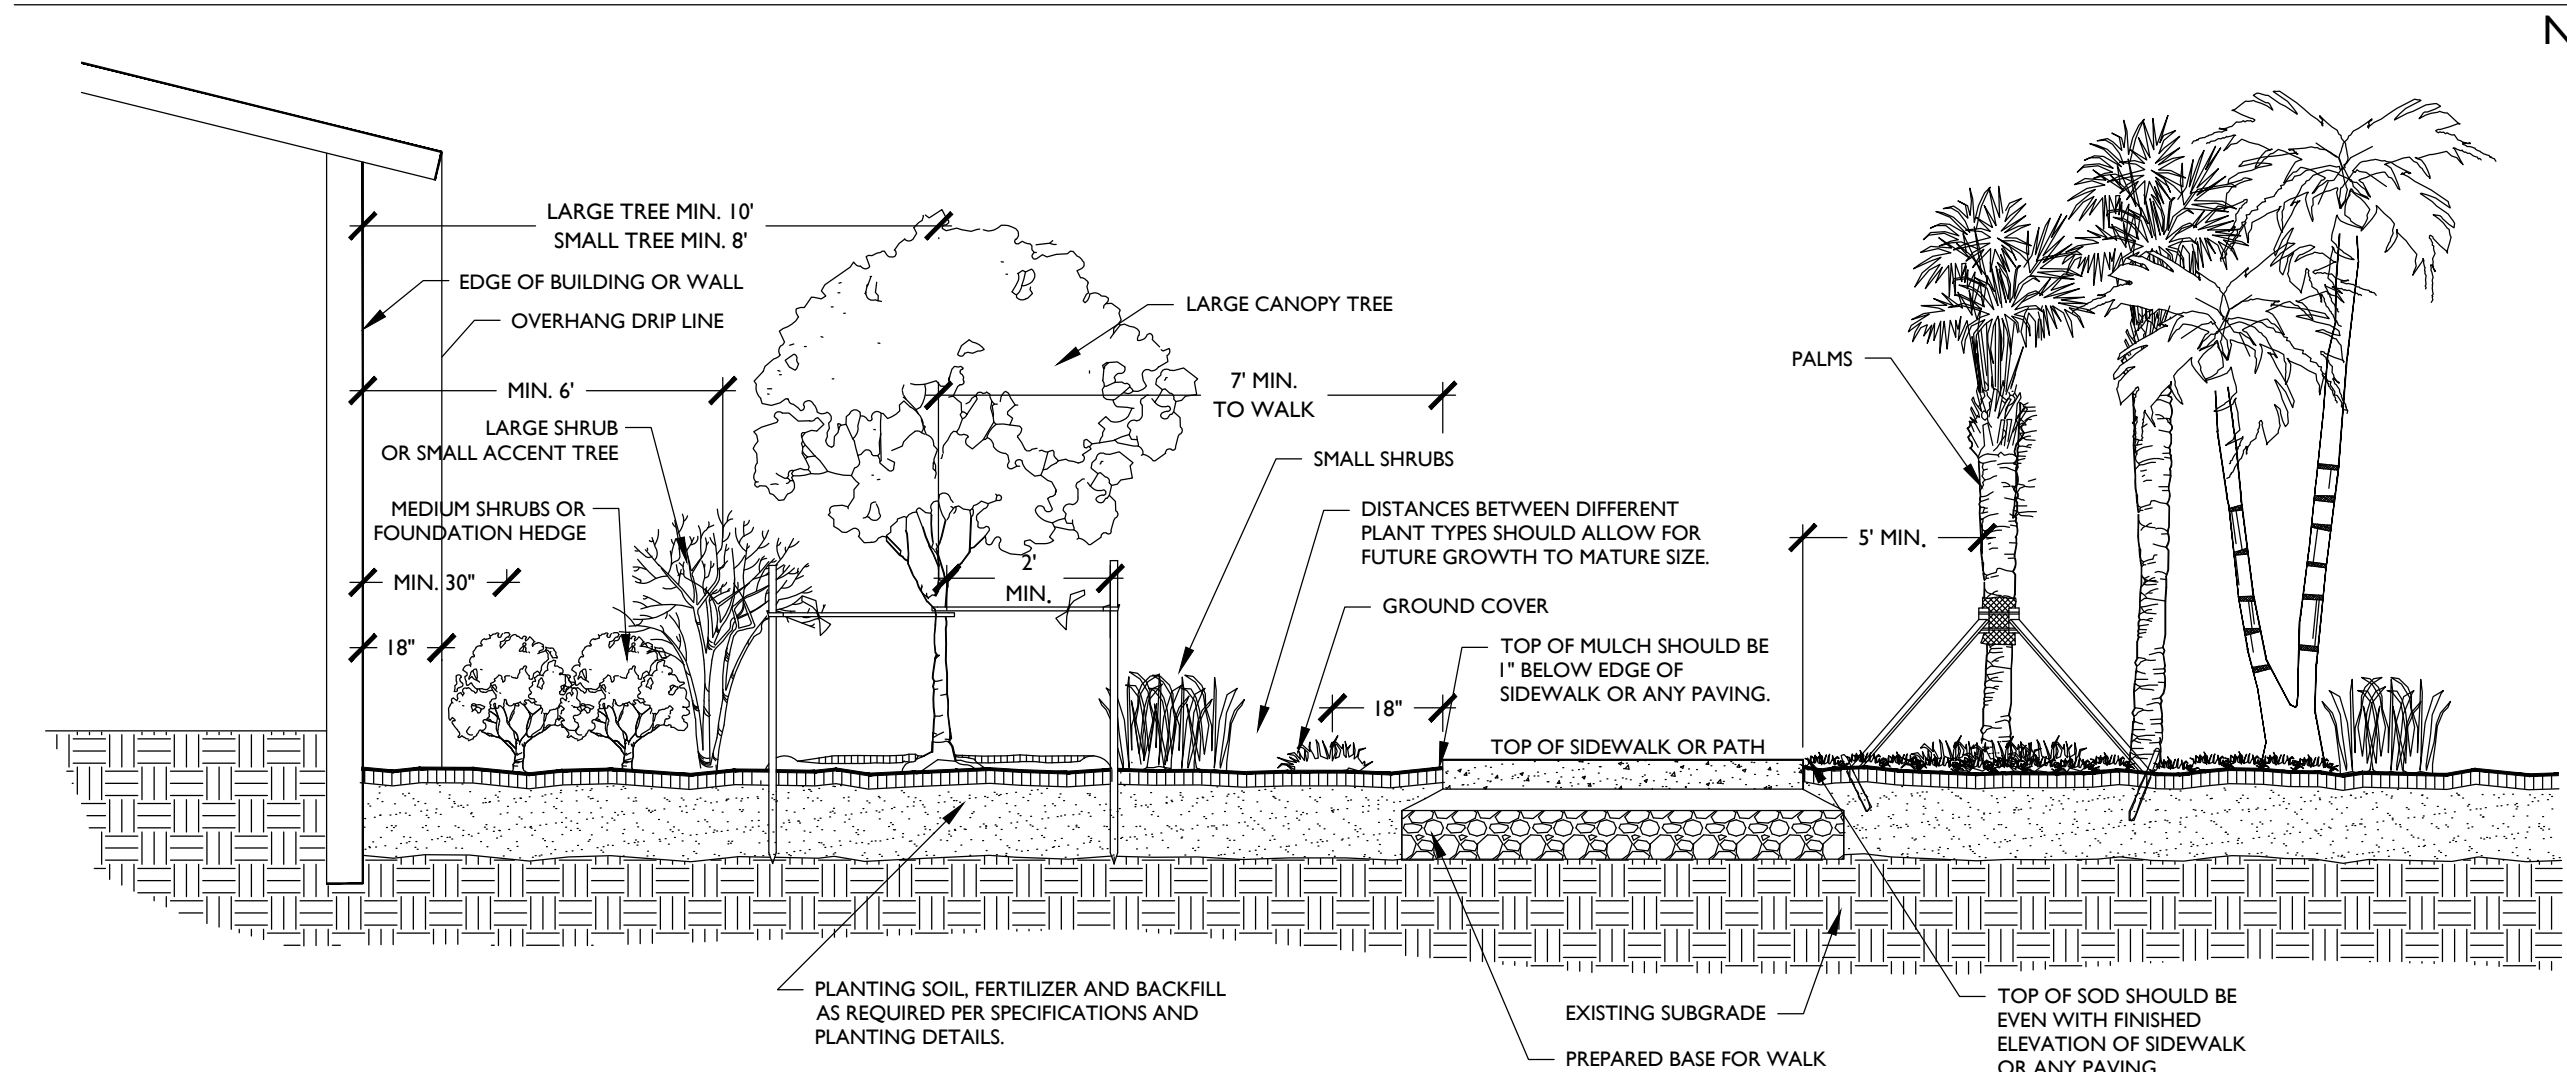 N
LARGE TREE MIN. 10'
SMALL TREE MIN. 8'
EDGE OF BUILDING OR WALL
OVERHANG DRIP LINE
LARGE CANOPY TREE
MIN. 6'
7' MIN.
TO WALK
PALMS
LARGE SHRUB
OR SMALL ACCENT TREE
SMALL SHRUBS
MEDIUM SHRUBS OR
FOUNDATION HEDGE
DISTANCES BETWEEN DIFFERENT
PLANT TYPES SHOULD ALLOW FOR
FUTURE GROWTH TO MATURE SIZE.
5' MIN.
MIN. 30"
2'
MIN.
GROUND COVER
18"
TOP OF MULCH SHOULD BE
1" BELOW EDGE OF
SIDEWALK OR ANY PAVING.
18"
TOP OF SIDEWALK OR PATH
PLANTING SOIL, FERTILIZER AND BACKFILL
AS REQUIRED PER SPECIFICATIONS AND
PLANTING DETAILS.
EXISTING SUBGRADE
PREPARED BASE FOR WALK
TOP OF SOD SHOULD BE
EVEN WITH FINISHED
ELEVATION OF SIDEWALK
OR ANY PAVING